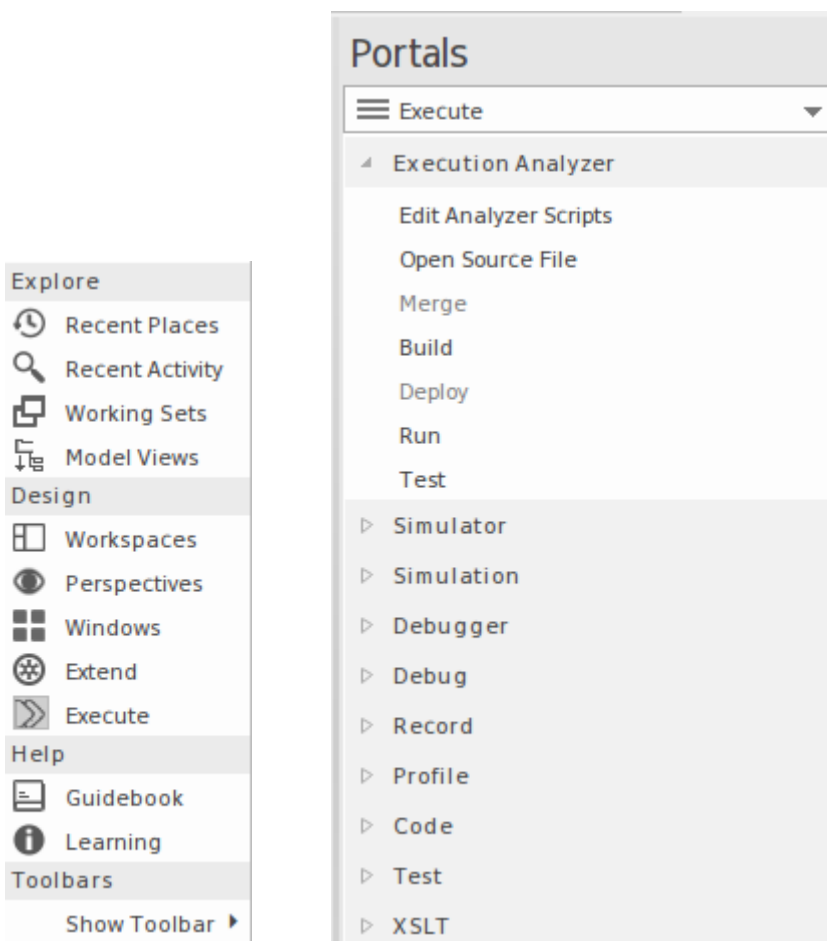 Explore
Recent Places
Recent Activity
Working Sets
Model Views
Design
Workspaces
Perspectives
Windows
Extend
Execute
Help
Guidebook
Learning
Toolbars
Show Toolbar
Portals
Execute
Execution Analyzer
Edit Analyzer Scripts
Open Source File
Merge
Build
Deploy
Run
Test
Simulator
Simulation
Debugger
Debug
Record
Profile
Code
Test
XSLT